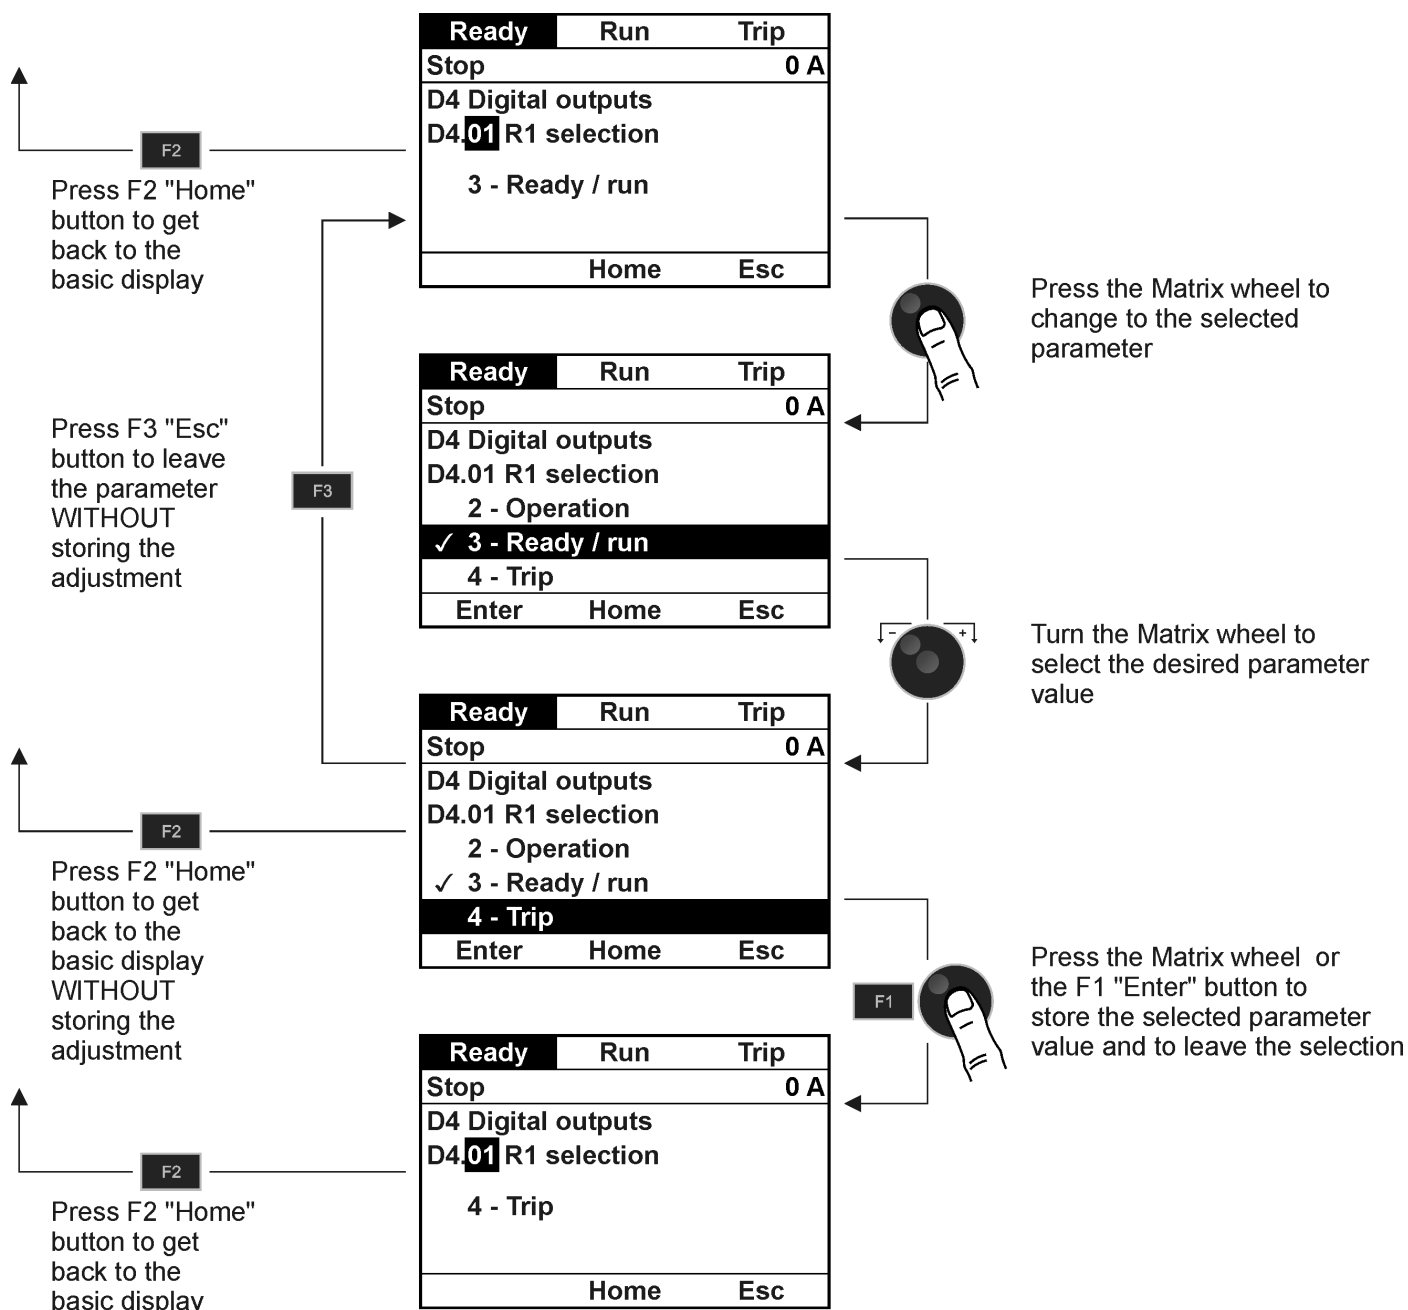 Ready Run Trip
Stop 0 A
D4 Digital outputs
D4.01 R1 selection
3 - Ready / run
Home Esc
F2
Press F2 "Home"
button to get
back to the
basic display
Press the Matrix wheel to
change to the selected
parameter
Ready Run Trip
Stop 0 A
D4 Digital outputs
D4.01 R1 selection
2 - Operation
✓ 3 - Ready / run
4 - Trip
Enter Home Esc
Press F3 "Esc"
button to leave
the parameter
WITHOUT
storing the
adjustment
F3
- +
Turn the Matrix wheel to
select the desired parameter
value
Ready Run Trip
Stop 0 A
D4 Digital outputs
D4.01 R1 selection
2 - Operation
✓ 3 - Ready / run
4 - Trip
Enter Home Esc
F2
Press F2 "Home"
button to get
back to the
basic display
WITHOUT
storing the
adjustment
F1
Press the Matrix wheel or
the F1 "Enter" button to
store the selected parameter
value and to leave the selection
Ready Run Trip
Stop 0 A
D4 Digital outputs
D4.01 R1 selection
4 - Trip
Home Esc
F2
Press F2 "Home"
button to get
back to the
basic display